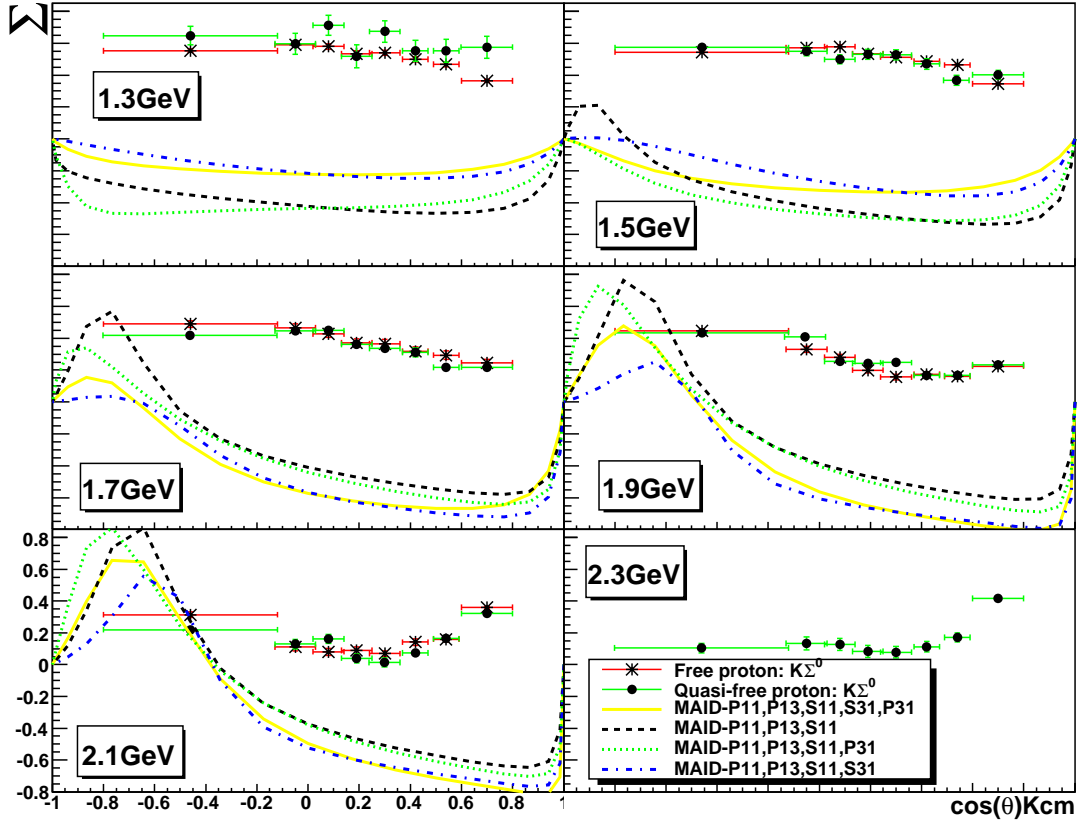 Σ
1.3GeV
1.5GeV
1.7GeV
1.9GeV
0.8
0.6
0.4
0.2
0
-0.2
-0.4
-0.6
-0.8
2.1GeV
2.3GeV
Free proton: KΣ⁰
Quasi-free proton: KΣ⁰
MAID-P11,P13,S11,S31,P31
MAID-P11,P13,S11
MAID-P11,P13,S11,P31
MAID-P11,P13,S11,S31
-1 -0.8 -0.6 -0.4 -0.2 0 0.2 0.4 0.6 0.8 1
cos(θ)Kcm